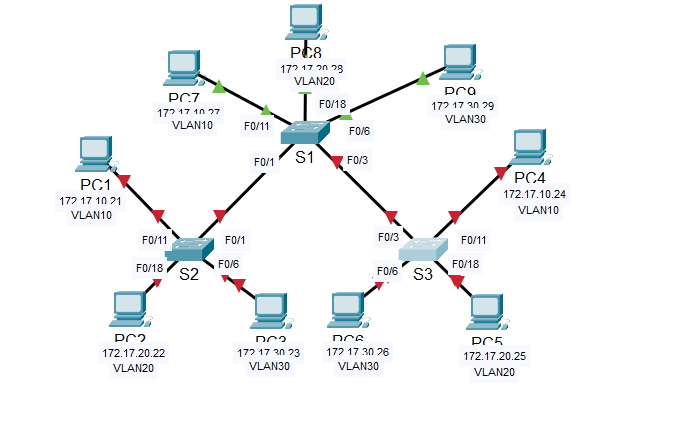 PC8
172.17.20.28
VLAN20
PC7
172.17.10.27
VLAN10
PC9
172.17.30.29
VLAN30
F0/18
F0/11
F0/6
S1
F0/1
F0/3
PC1
172.17.10.21
VLAN10
PC4
172.17.10.24
VLAN10
F0/11
F0/1
F0/18
F0/6
S2
F0/3
F0/11
F0/6
F0/18
S3
PC2
172.17.20.22
VLAN20
PC3
172.17.30.23
VLAN30
PC6
172.17.30.26
VLAN30
PC5
172.17.20.25
VLAN20